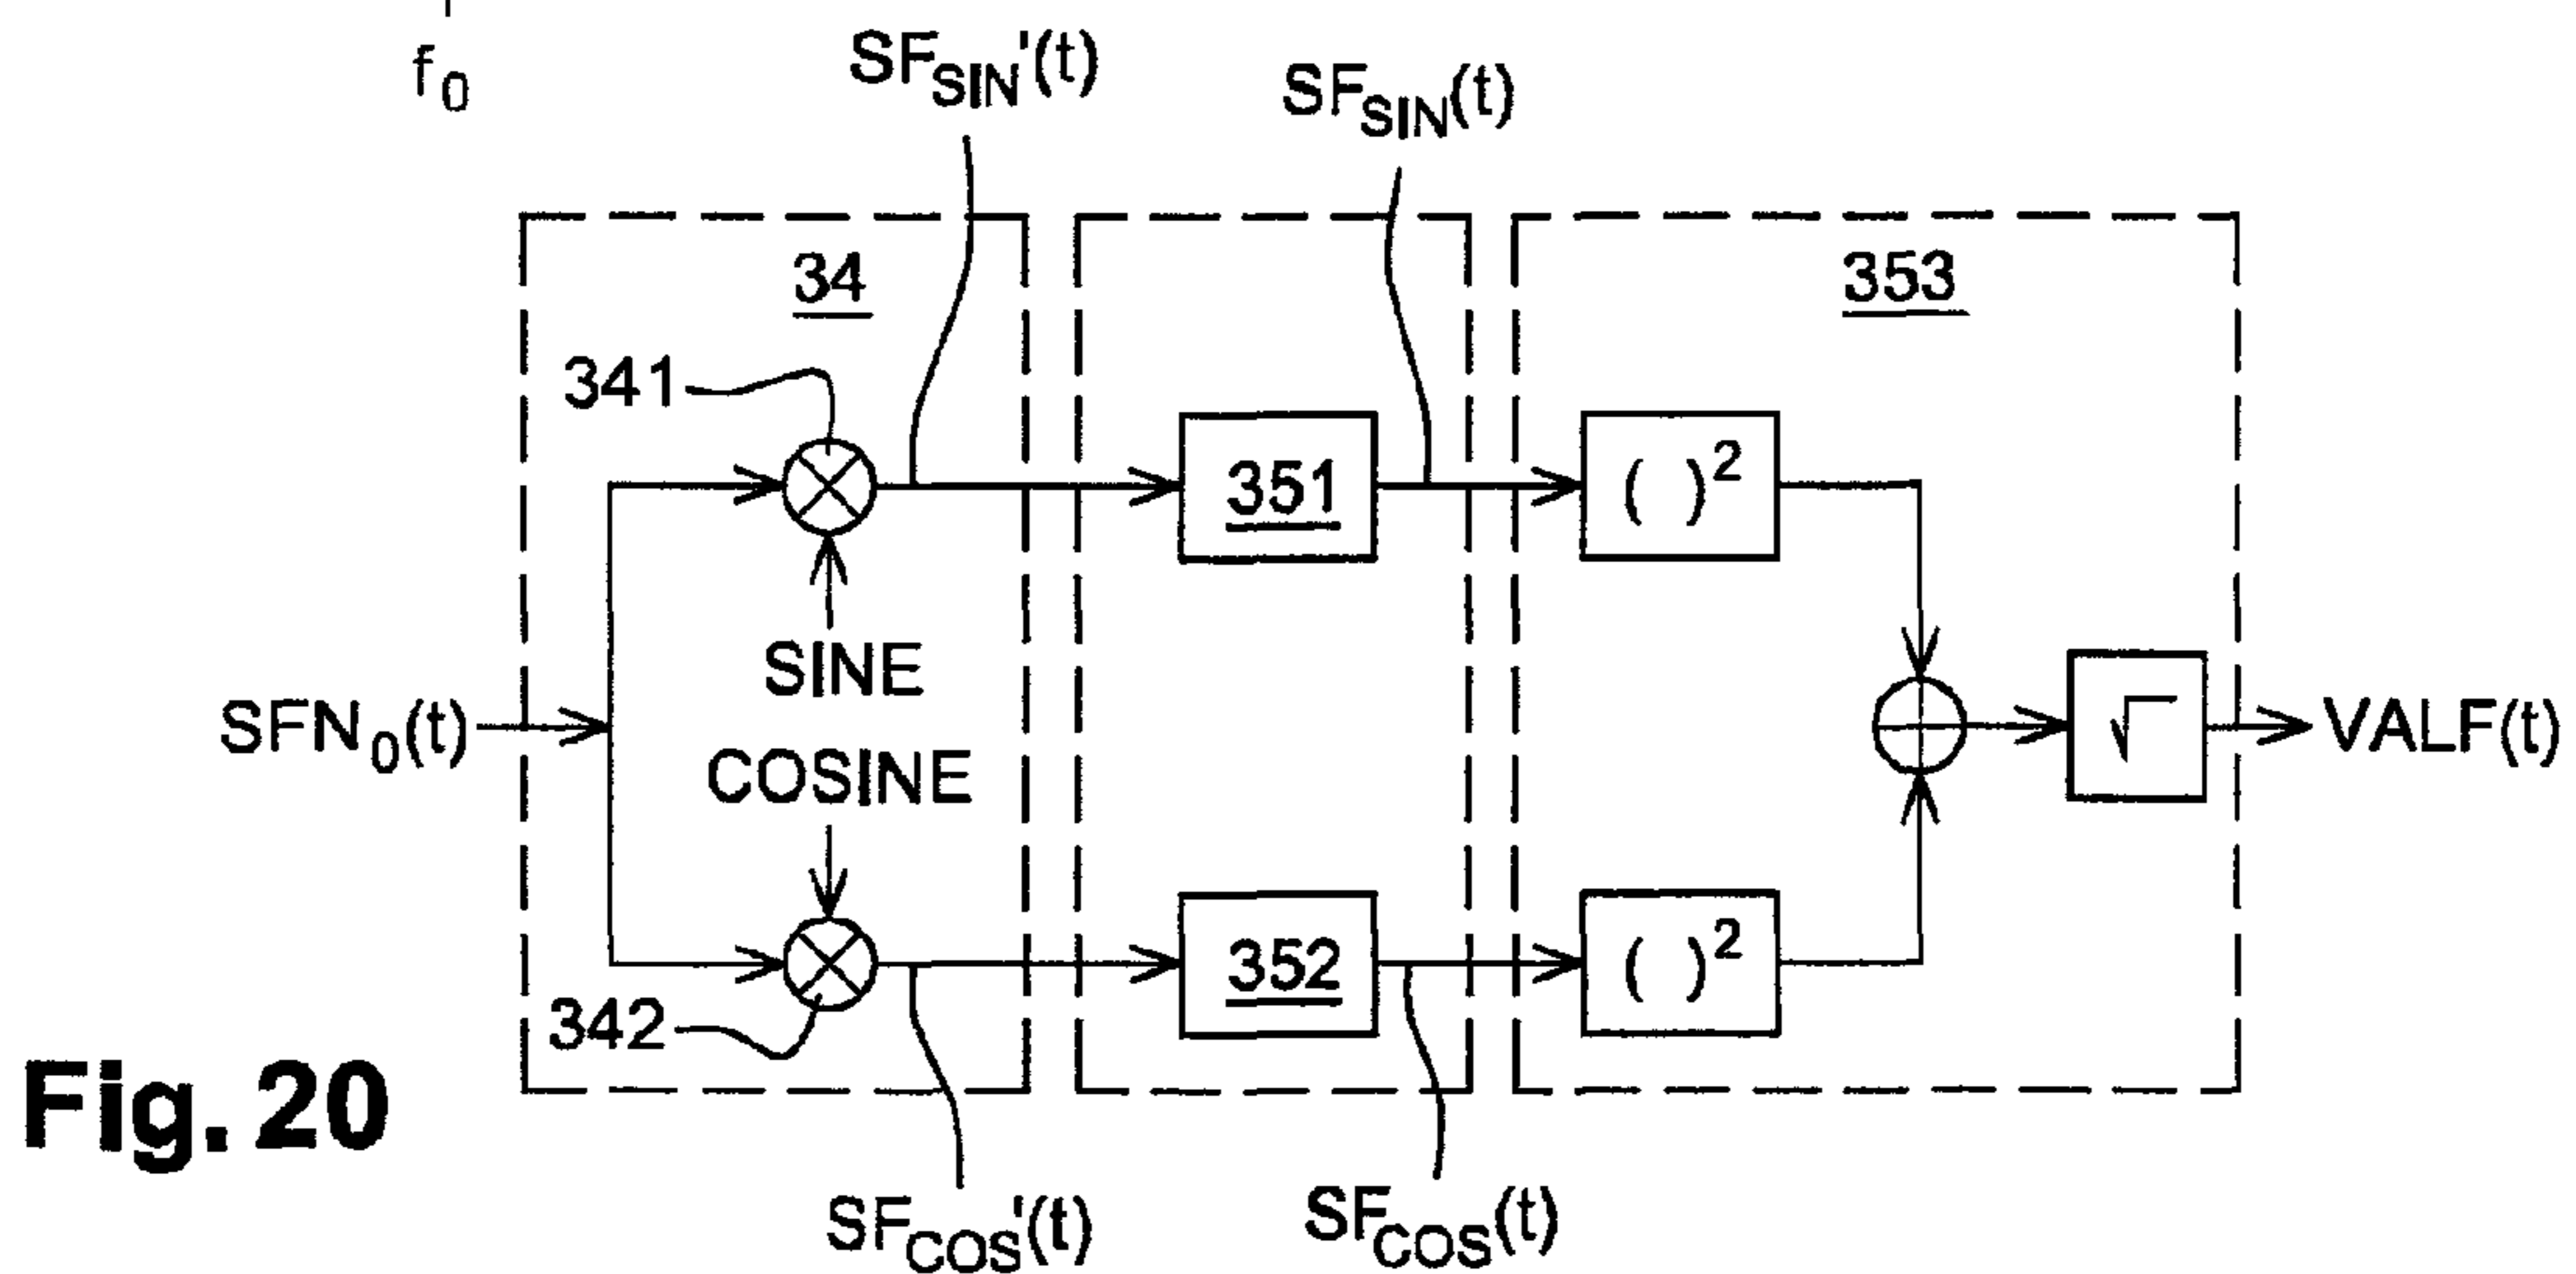 f0
SFSIN'(t)
SFSIN(t)
34
353
341
351
( )2
SINE
SFN0(t)
√
VALF(t)
COSINE
342
352
( )2
Fig. 20
SFCOS'(t)
SFCOS(t)